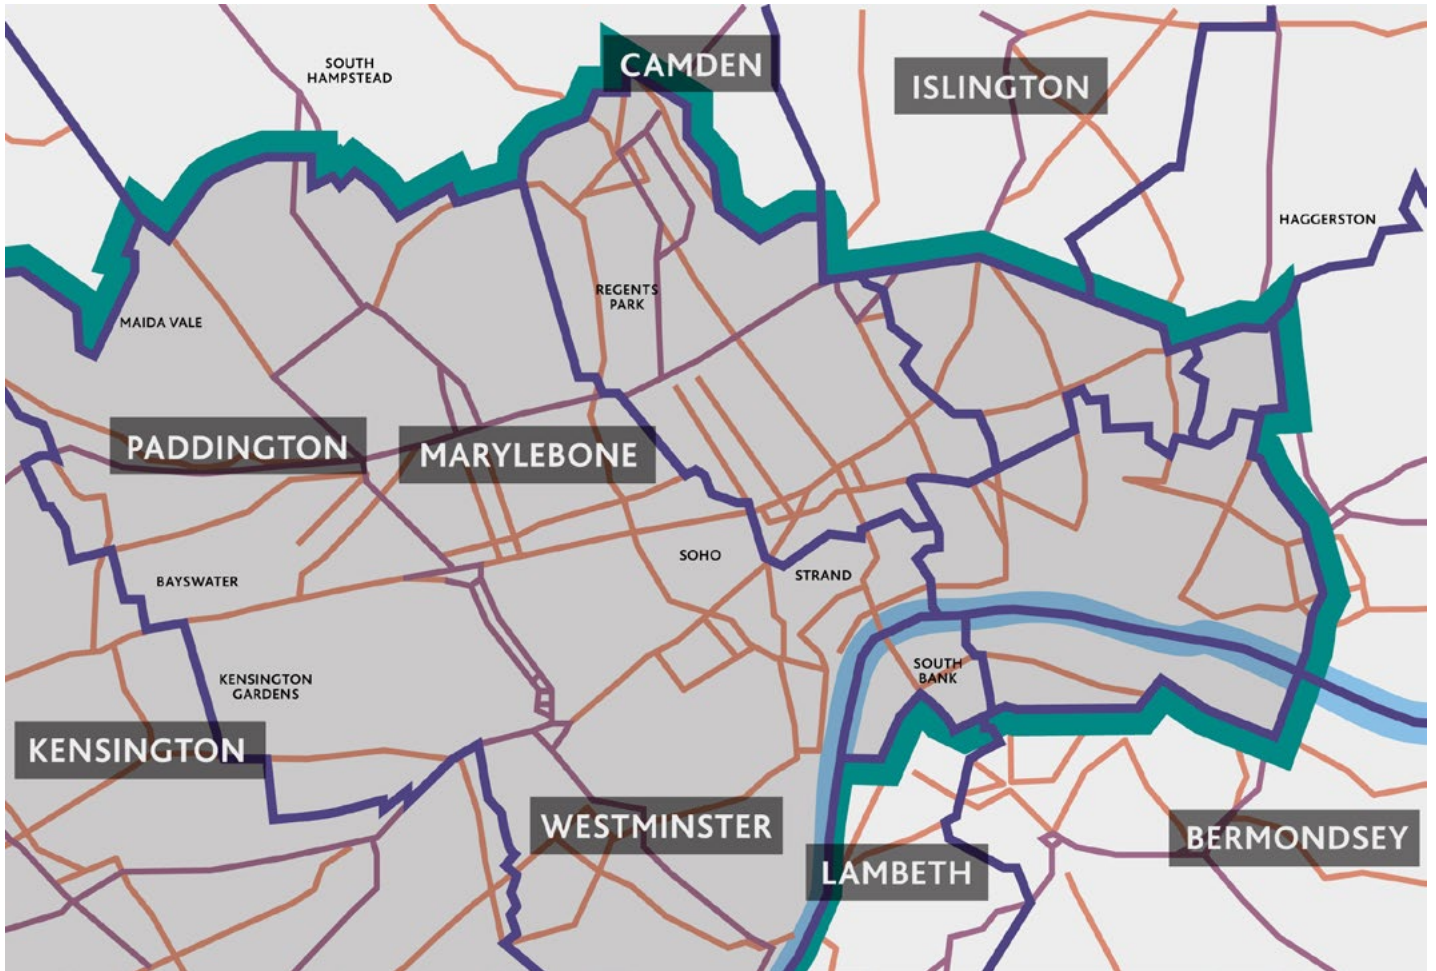 SOUTH
HAMPSTEAD
CAMDEN
ISLINGTON
HAGGERSTON
REGENTS
PARK
MAIDA VALE
PADDINGTON
MARYLEBONE
SOHO
STRAND
BAYSWATER
SOUTH
BANK
KENSINGTON
GARDENS
KENSINGTON
WESTMINSTER
LAMBETH
BERMONDSEY